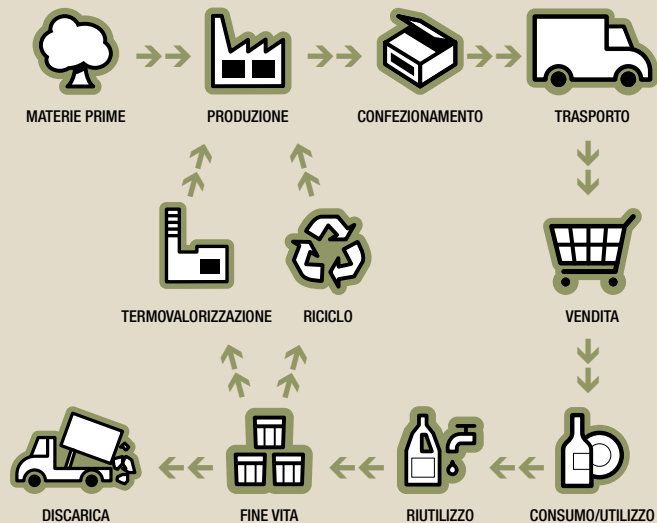 MATERIE PRIME
PRODUZIONE
CONFEZIONAMENTO
TRASPORTO
TERMOVALORIZZAZIONE
RICICLO
VENDITA
DISCARICA
FINE VITA
RIUTILIZZO
CONSUMO/UTILIZZO